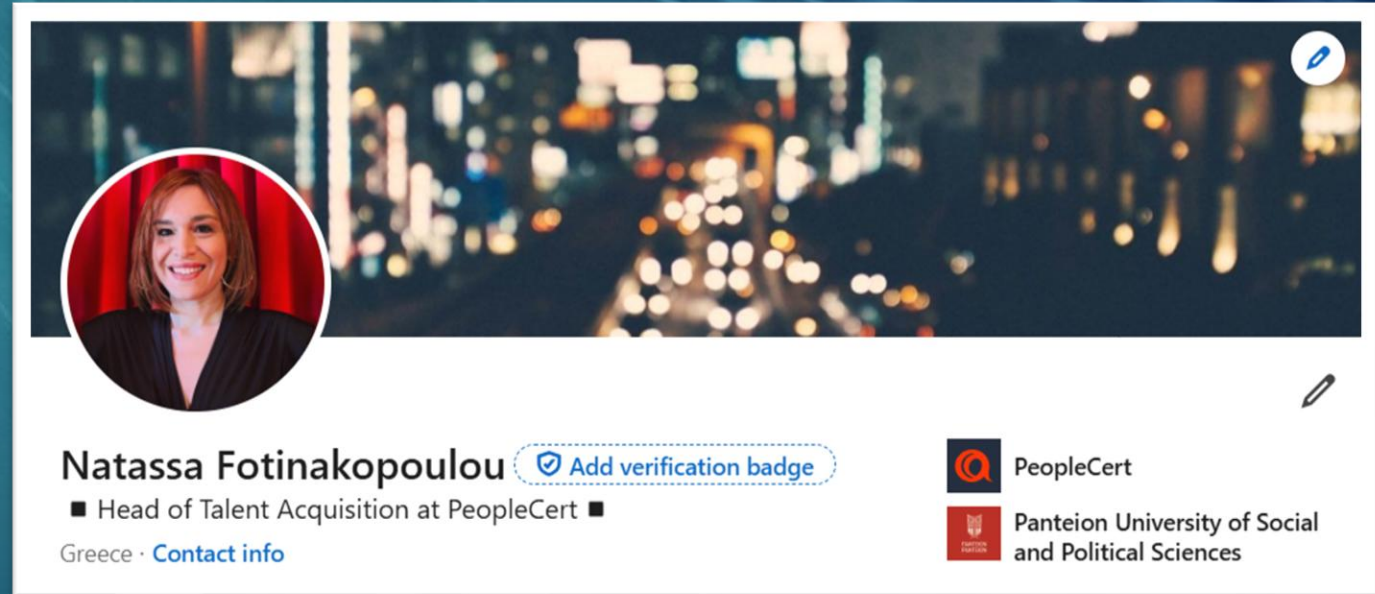 Natassa Fotinakopoulou
Add verification badge
■ Head of Talent Acquisition at PeopleCert ■
Greece · Contact info
PeopleCert
Panteion University of Social
and Political Sciences